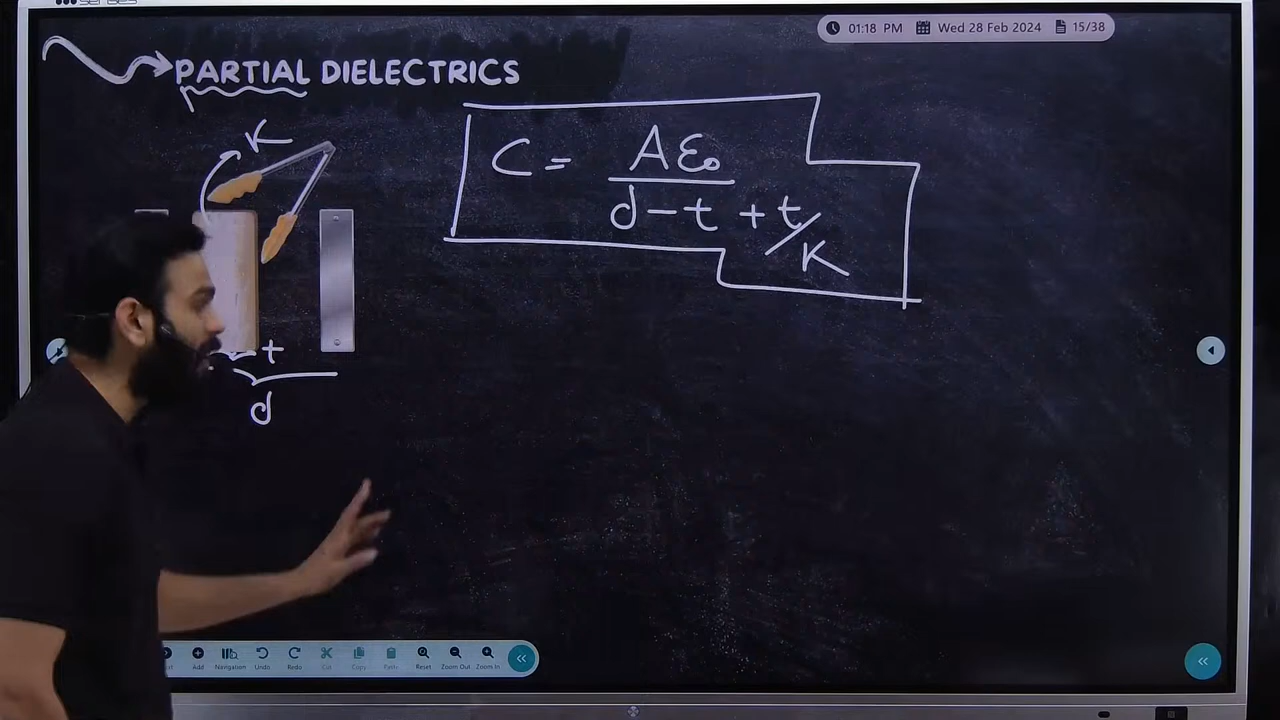 01:18 PM Wed 28 Feb 2024 15/38
PARTIAL DIELECTRICS
K
C = Aε₀
d - t + t/K
t
d
Add Navigation Undo Redo Cut Copy Paste Reset Zoom Out Zoom In